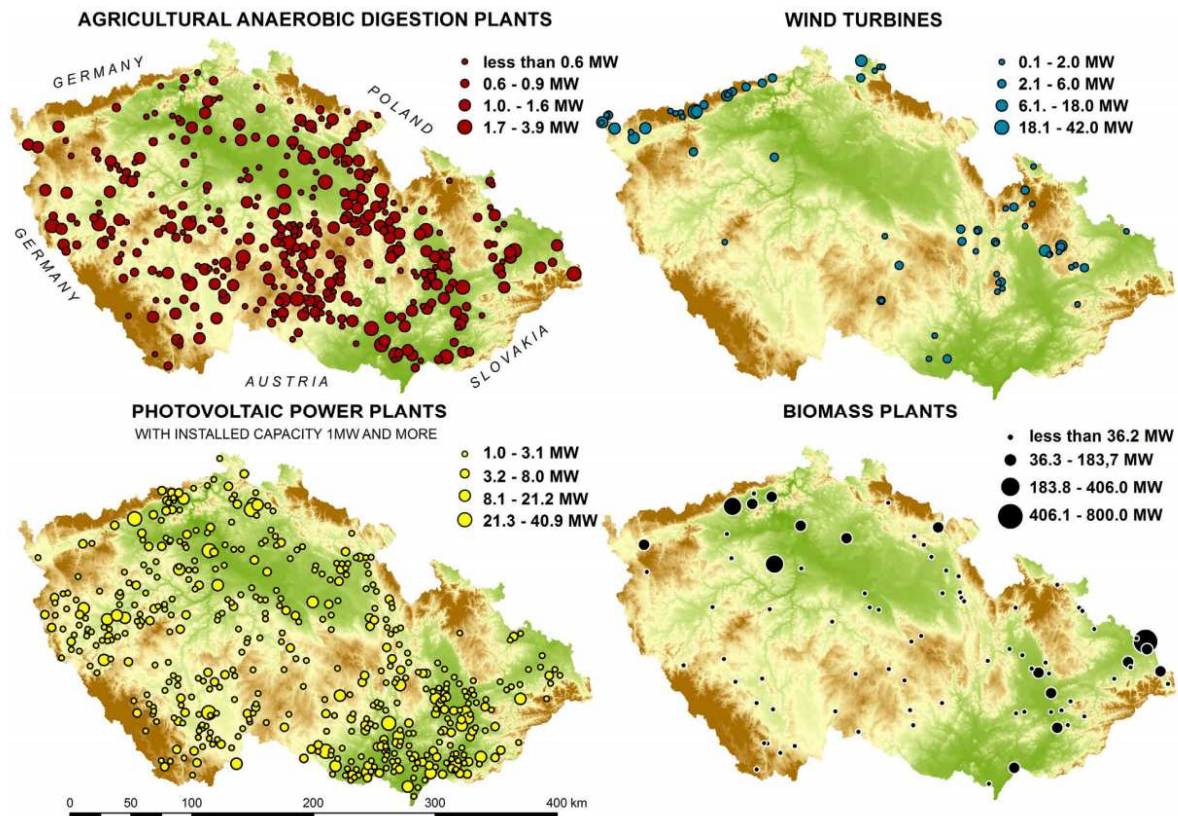 AGRICULTURAL ANAEROBIC DIGESTION PLANTS
less than 0.6 MW
0.6 - 0.9 MW
1.0. - 1.6 MW
1.7 - 3.9 MW
GERMANY
POLAND
GERMANY
AUSTRIA
SLOVAKIA
WIND TURBINES
0.1 - 2.0 MW
2.1 - 6.0 MW
6.1. - 18.0 MW
18.1 - 42.0 MW
PHOTOVOLTAIC POWER PLANTS
WITH INSTALLED CAPACITY 1MW AND MORE
1.0 - 3.1 MW
3.2 - 8.0 MW
8.1 - 21.2 MW
21.3 - 40.9 MW
0 50 100 200 300 400 km
BIOMASS PLANTS
less than 36.2 MW
36.3 - 183,7 MW
183.8 - 406.0 MW
406.1 - 800.0 MW